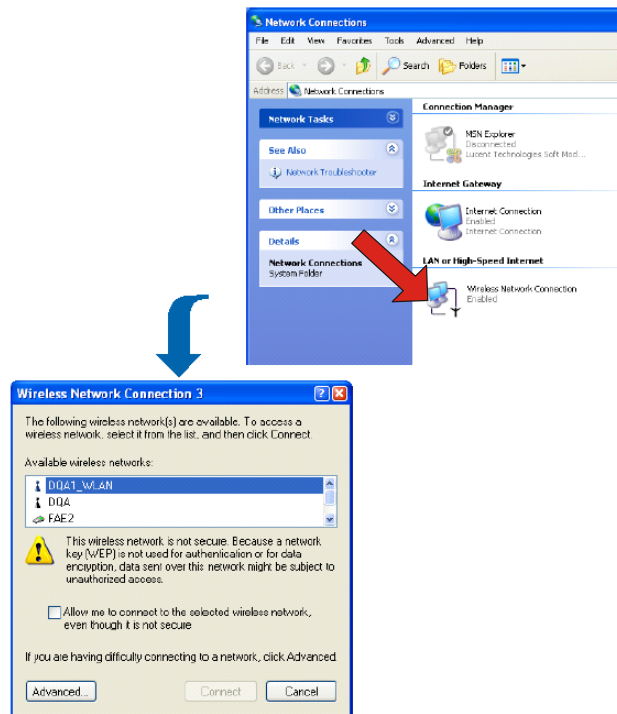 Network Connections
File Edit View Favorites Tools Advanced Help
Back Search Folders
Address Network Connections
Network Tasks
See Also
Network Troubleshooter
Other Places
Details
Network Connections
System Folder
Connection Manager
MSN Explorer
Disconnected
Lucent Technologies Soft Mod...
Internet Gateway
Internet Connection
Enabled
Internet Connection
LAN or High-Speed Internet
Wireless Network Connection
Enabled
Wireless Network Connection 3
The following wireless network(s) are available. To access a
wireless network, select it from the list, and then click Connect.
Available wireless networks:
DQA1_WLAN
DQA
FAE2
This wireless network is not secure. Because a network
key (WEP) is not used for authentication or for data
encryption, data sent over this network might be subject to
unauthorized access.
Allow me to connect to the selected wireless network,
even though it is not secure
If you are having difficulty connecting to a network, click Advanced.
Advanced... Connect Cancel